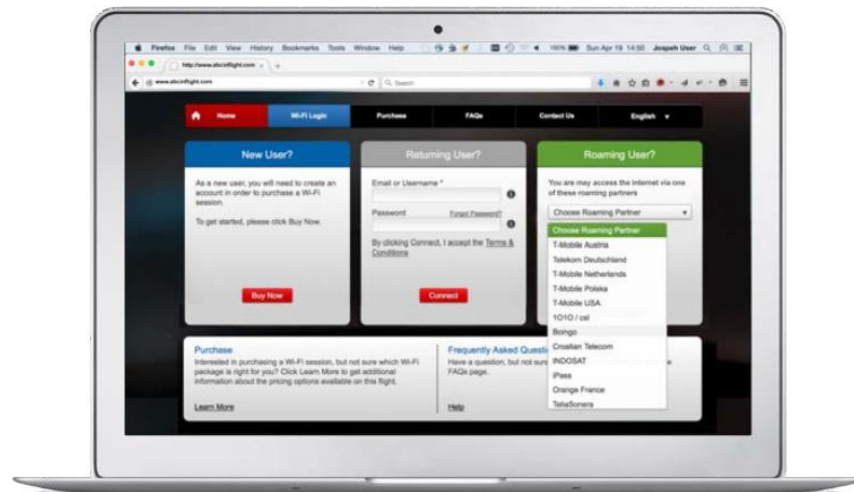 Firefox File Edit View History Bookmarks Tools Window Help 100% Sun Apr 19 14:50 Jospeh User
http://www.abcinflight.com
www.abcinflight.com Search
Home Wi-Fi Login Purchase FAQs Contact Us English
New User?
As a new user, you will need to create an
account in order to purchase a Wi-Fi
session.
To get started, please click Buy Now.
Buy Now
Returning User?
Email or Username *
Password Forgot Password?
By clicking Connect, I accept the Terms &
Conditions
Connect
Roaming User?
You are may access the internet via one
of these roaming partners
Choose Roaming Partner
Choose Roaming Partner
T-Mobile Austria
Telekom Deutschland
T-Mobile Netherlands
T-Mobile Polska
T-Mobile USA
1O1O / csl
Boingo
Croatian Telecom
INDOSAT
iPass
Orange France
TeliaSonera
Purchase
Interested in purchasing a Wi-Fi session, but not sure which Wi-Fi
package is right for you? Click Learn More to get additional
information about the pricing options available on this flight.
Learn More
Frequently Asked Questi
Have a question, but not sure e
FAQs page.
Help